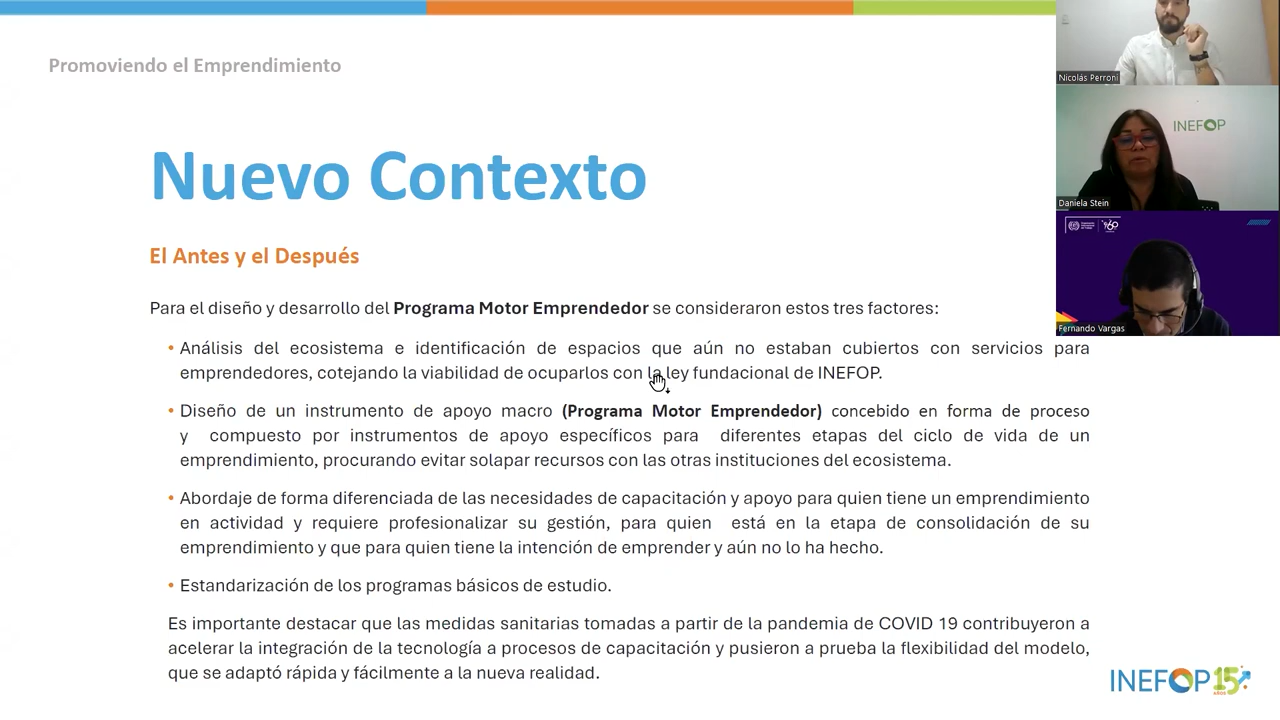 Promoviendo el Emprendimiento
Nuevo Contexto
El Antes y el Después
Para el diseño y desarrollo del Programa Motor Emprendedor se consideraron estos tres factores:
• Análisis del ecosistema e identificación de espacios que aún no estaban cubiertos con servicios para
emprendedores, cotejando la viabilidad de ocuparlos con la ley fundacional de INEFOP.
• Diseño de un instrumento de apoyo macro (Programa Motor Emprendedor) concebido en forma de proceso
y compuesto por instrumentos de apoyo específicos para diferentes etapas del ciclo de vida de un
emprendimiento, procurando evitar solapar recursos con las otras instituciones del ecosistema.
• Abordaje de forma diferenciada de las necesidades de capacitación y apoyo para quien tiene un emprendimiento
en actividad y requiere profesionalizar su gestión, para quien está en la etapa de consolidación de su
emprendimiento y que para quien tiene la intención de emprender y aún no lo ha hecho.
• Estandarización de los programas básicos de estudio.
Es importante destacar que las medidas sanitarias tomadas a partir de la pandemia de COVID 19 contribuyeron a
acelerar la integración de la tecnología a procesos de capacitación y pusieron a prueba la flexibilidad del modelo,
que se adaptó rápida y fácilmente a la nueva realidad.
Nicolás Perroni
INEFOP
Daniela Stein
60
Fernando Vargas
INEFOP 15 años